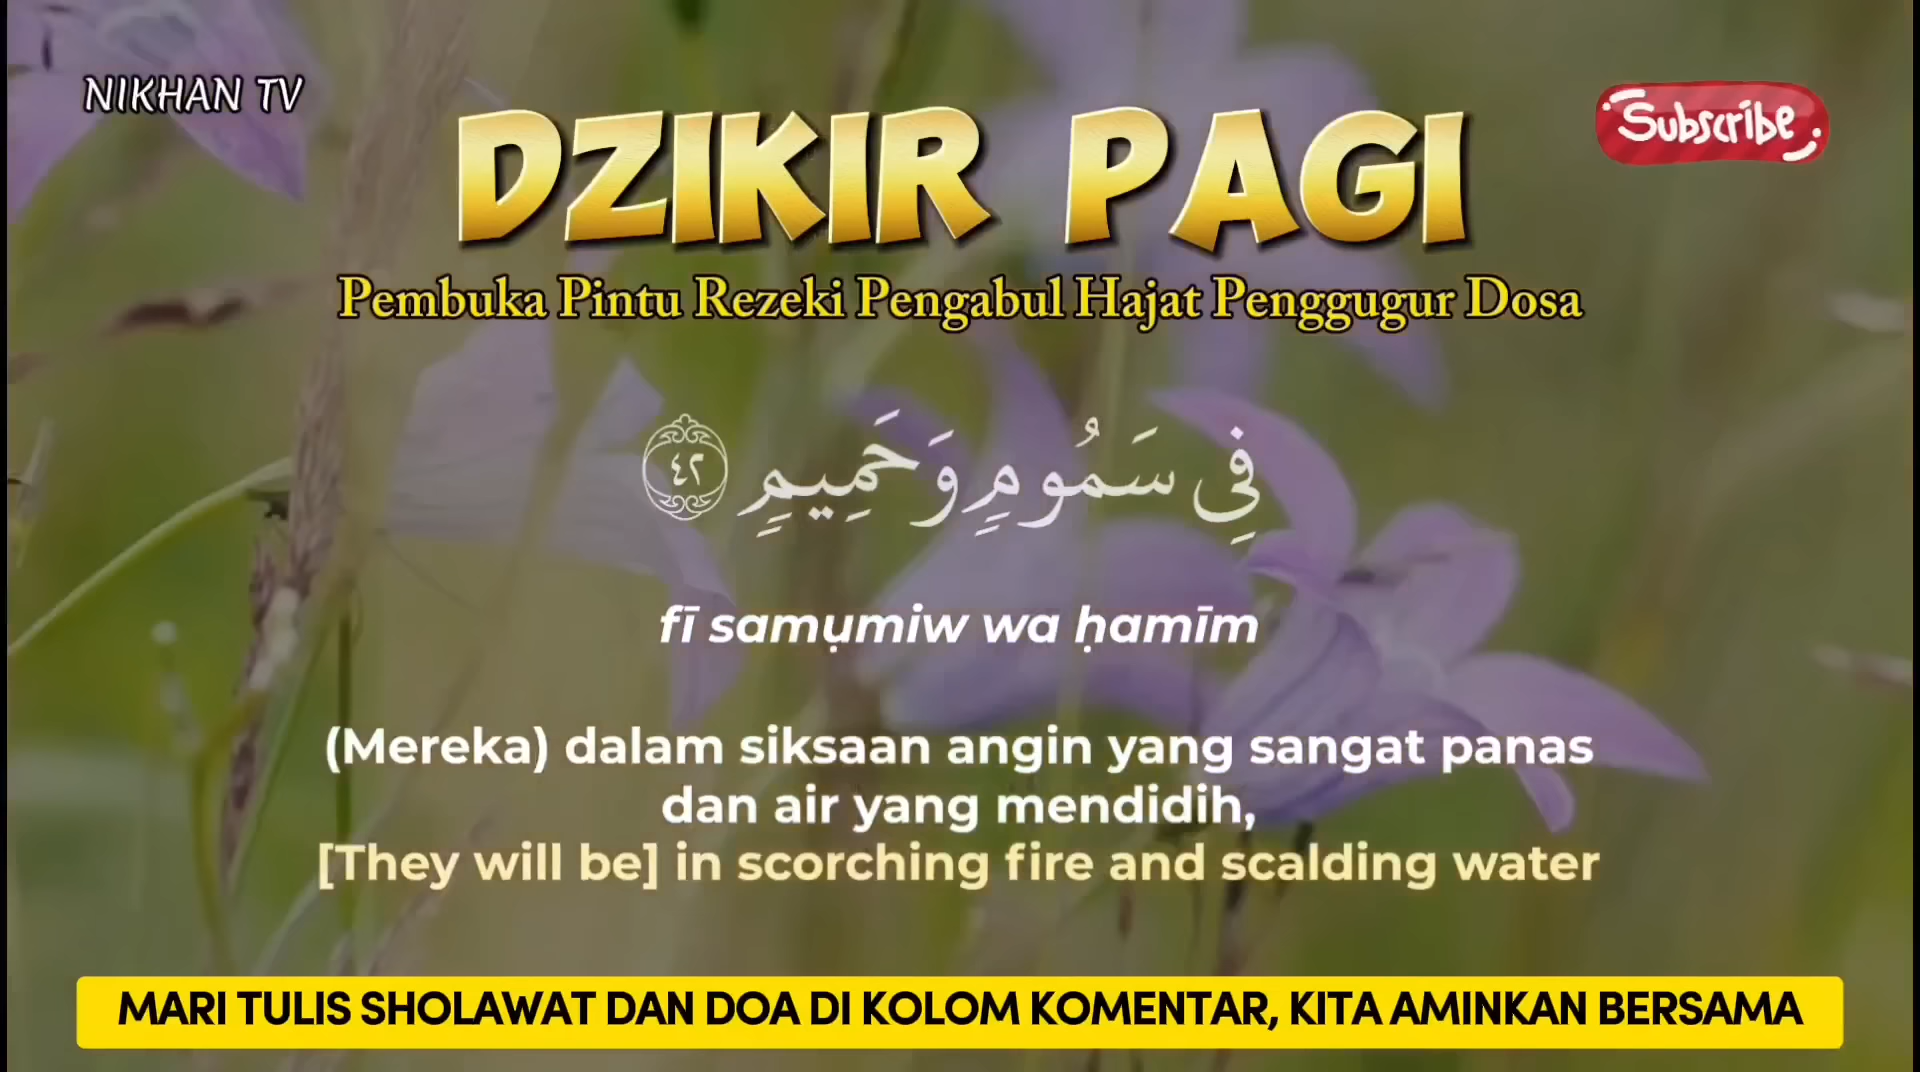 NIKHAN TV
Subscribe
DZIKIR PAGI
Pembuka Pintu Rezeki Pengabul Hajat Penggugur Dosa
فِي سَمُومٍ وَحَمِيمٍ ٤٢
fī samụmiw wa ḥamīm
(Mereka) dalam siksaan angin yang sangat panas
dan air yang mendidih,
[They will be] in scorching fire and scalding water
MARI TULIS SHOLAWAT DAN DOA DI KOLOM KOMENTAR, KITA AMINKAN BERSAMA